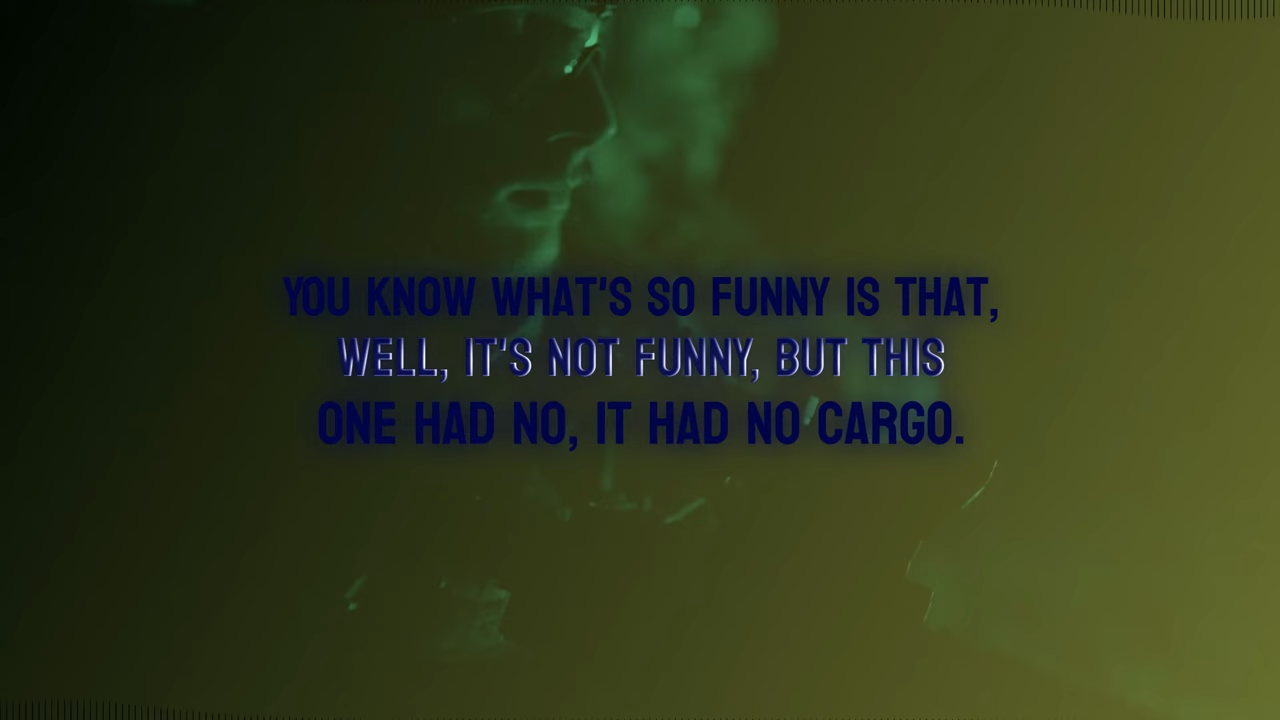 YOU KNOW WHAT'S SO FUNNY IS THAT,
WELL, IT'S NOT FUNNY, BUT THIS
ONE HAD NO, IT HAD NO CARGO.